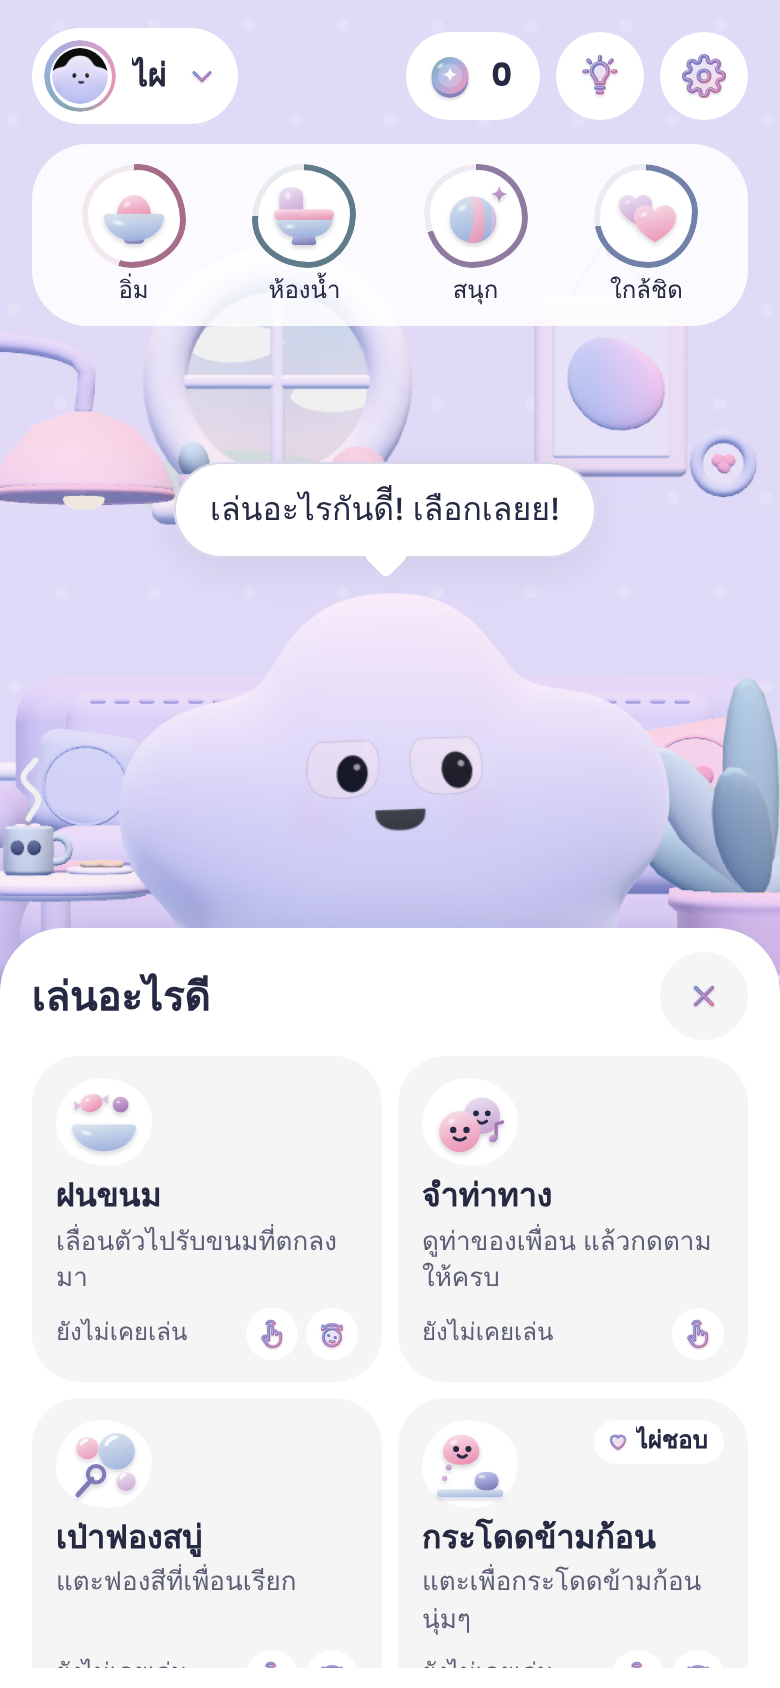 ไผ่
0
อิ่ม
ห้องน้ำ
สนุก
ใกล้ชิด
เล่นอะไรกันดี! เลือกเลยย!
เล่นอะไรดี
ฝนขนม
เลื่อนตัวไปรับขนมที่ตกลง
มา
ยังไม่เคยเล่น
จำท่าทาง
ดูท่าของเพื่อน แล้วกดตาม
ให้ครบ
ยังไม่เคยเล่น
เป่าฟองสบู่
แตะฟองสีที่เพื่อนเรียก
ไผ่ชอบ
กระโดดข้ามก้อน
แตะเพื่อกระโดดข้ามก้อน
นุ่มๆ